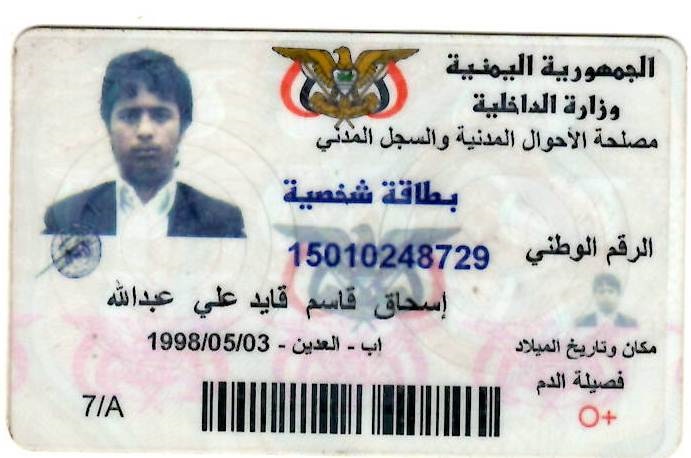 الجمهورية اليمنية
وزارة الداخلية
مصلحة الأحوال المدنية والسجل المدني
بطاقة شخصية
الرقم الوطني 15010248729
إسحاق قاسم قايد علي عبدالله
مكان وتاريخ الميلاد اب - العدين - 1998/05/03
فصيلة الدم
O+
7/A